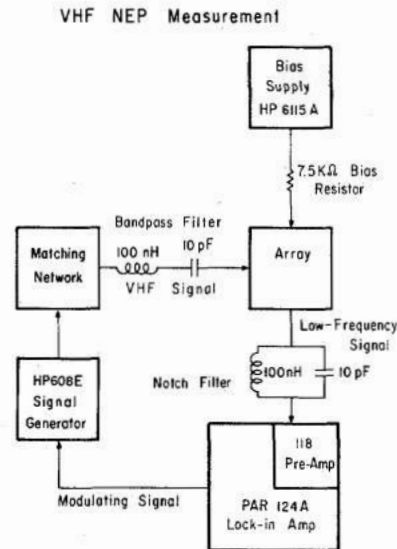 VHF NEP Measurement
Bias
Supply
HP 6115A
7.5KΩ Bias
Resistor
Bandpass Filter
100 nH
10 pF
VHF Signal
Matching
Network
Array
Low-Frequency
Signal
Notch Filter
100nH
10 pF
HP608E
Signal
Generator
118
Pre-Amp
Modulating Signal
PAR 124A
Lock-in Amp